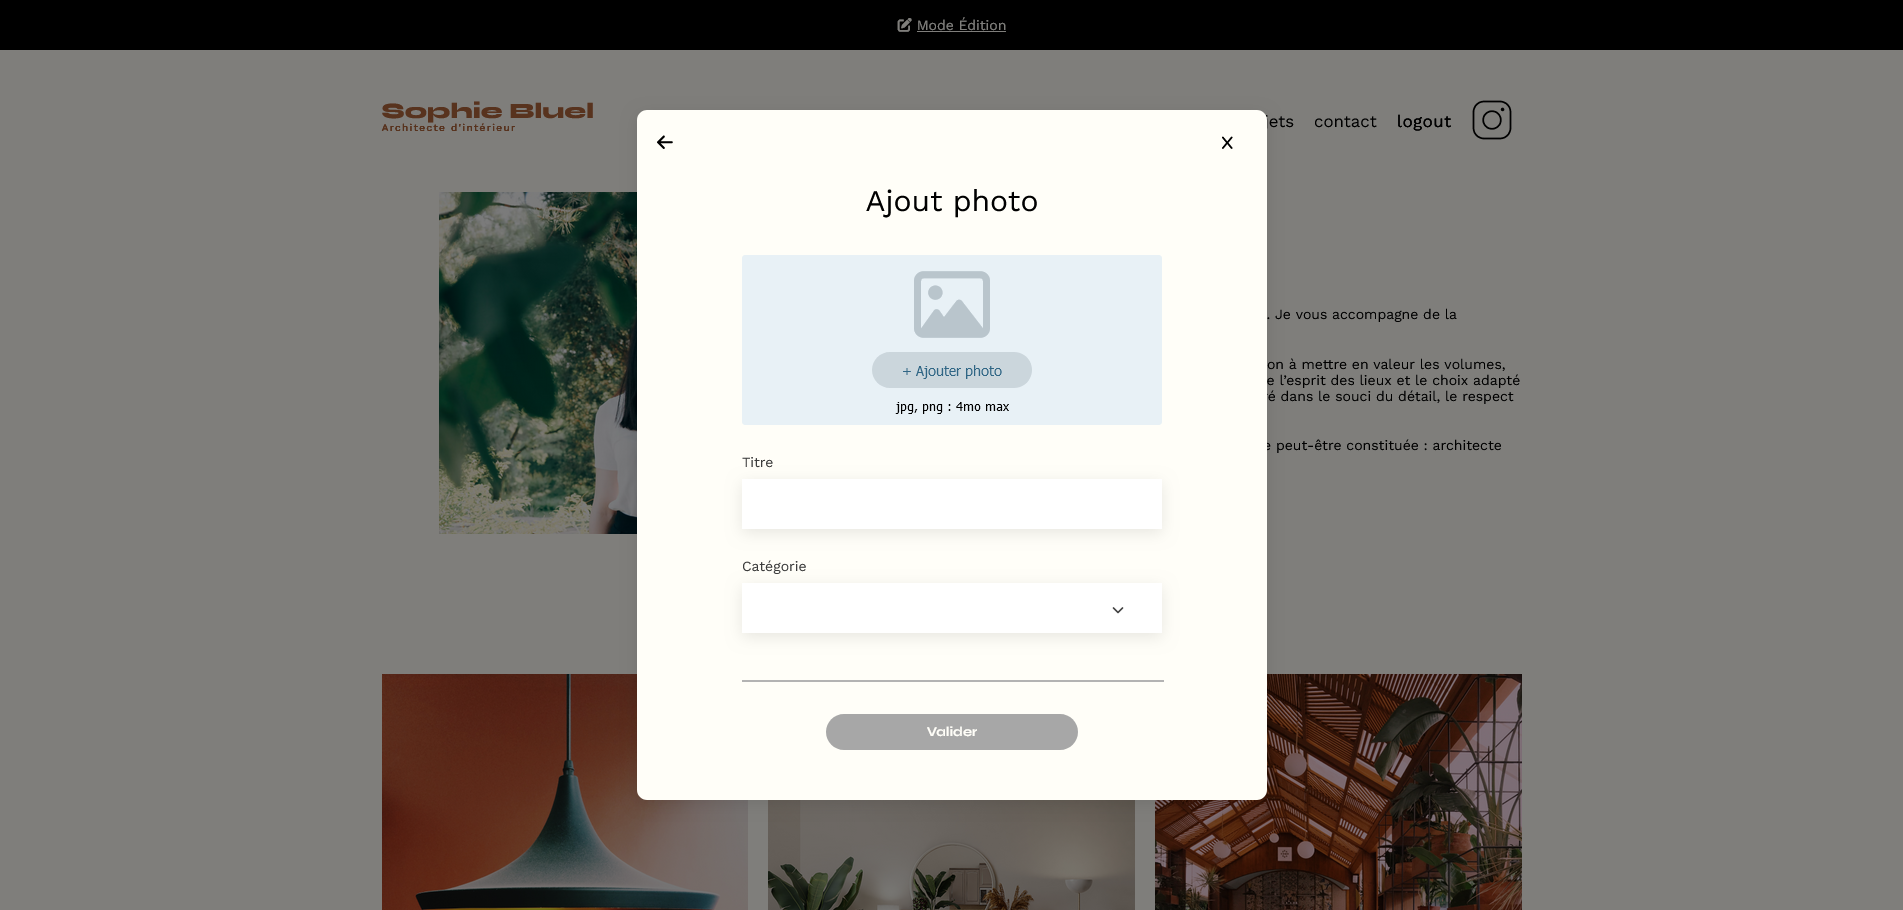 Mode Édition
Sophie Bluel
Architecte d'intérieur
contact
logout
X
Ajout photo
+ Ajouter photo
jpg, png : 4mo max
Titre
Catégorie
Valider
. Je vous accompagne de la
à mettre en valeur les volumes,
l'esprit des lieux et le choix adapté
dans le souci du détail, le respect
peut-être constituée : architecte